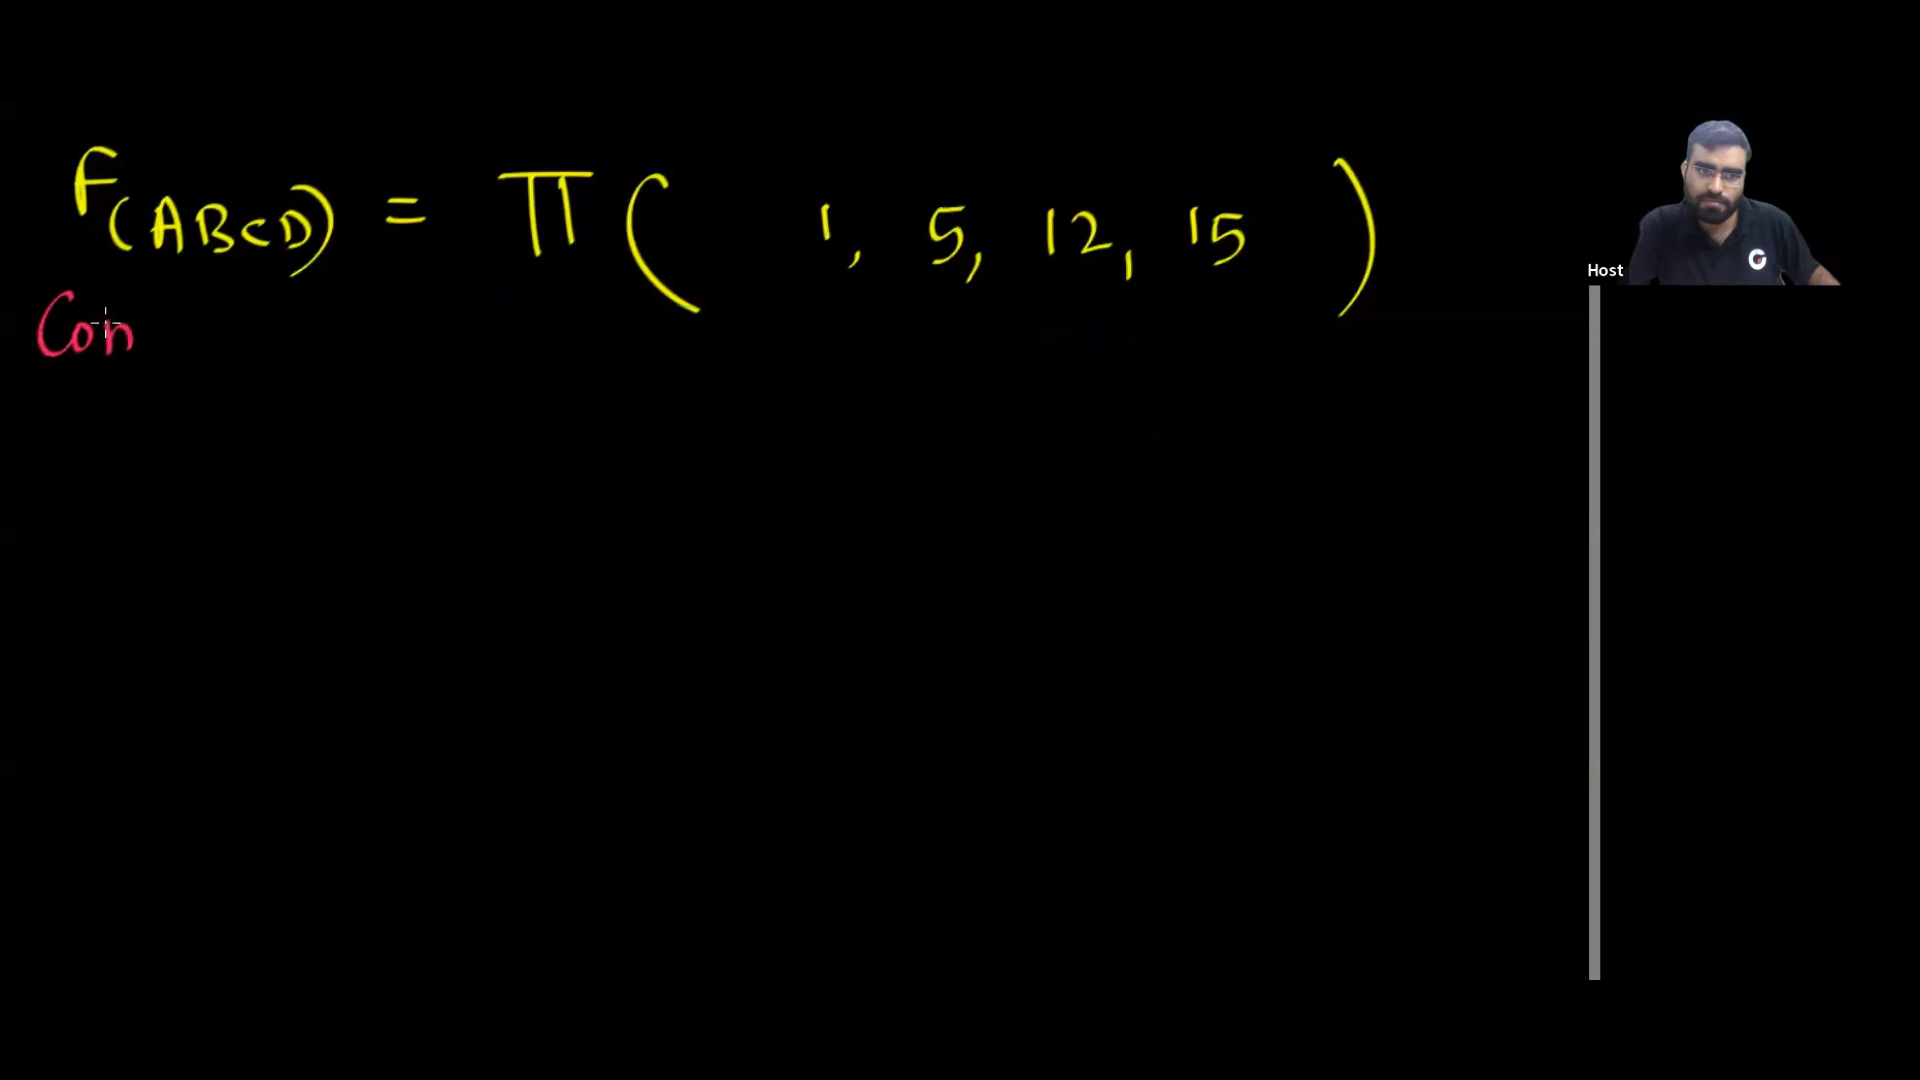 F(ABCD) = Π( 1, 5, 12, 15 )
Con
Host